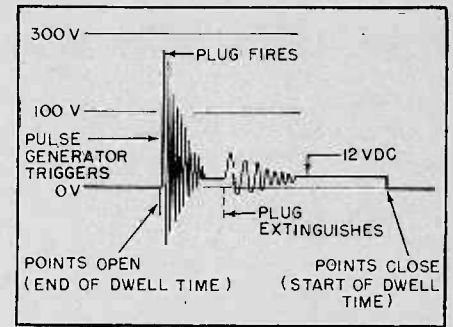 300 V
PLUG FIRES
100 V
PULSE
GENERATOR
TRIGGERS
12 VDC
0 V
PLUG
EXTINGUISHES
POINTS OPEN
(END OF DWELL TIME)
POINTS CLOSE
(START OF DWELL
TIME)